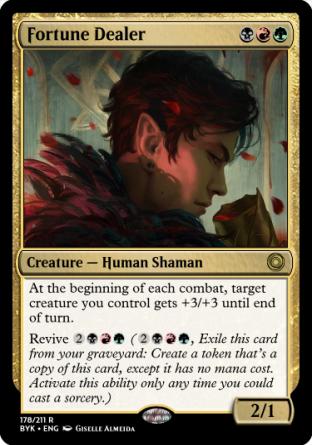 Fortune Dealer
Creature — Human Shaman
At the beginning of each combat, target
creature you control gets +3/+3 until end
of turn.
Revive 2BRG (2BRG, Exile this card
from your graveyard: Create a token that's a
copy of this card, except it has no mana cost.
Activate this ability only any time you could
cast a sorcery.)
2/1
178/211 R
BYK • ENG Giselle Almeida